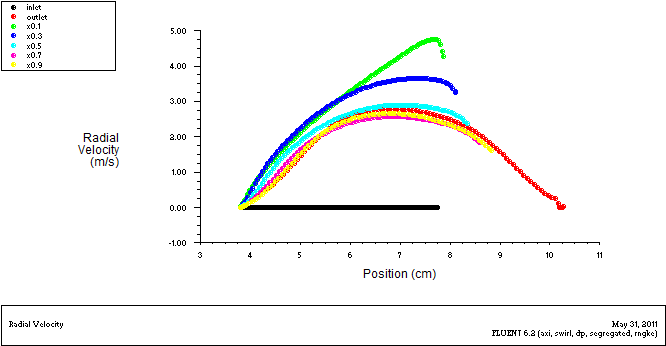 inlet
outlet
x0.1
x0.3
x0.5
x0.7
x0.9
5.00
4.00
3.00
2.00
1.00
0.00
-1.00
Radial
Velocity
(m/s)
3 4 5 6 7 8 9 10 11
Position (cm)
Radial Velocity
May 31, 2011
FLUENT 6.2 (axi, swirl, dp, segregated, rngke)